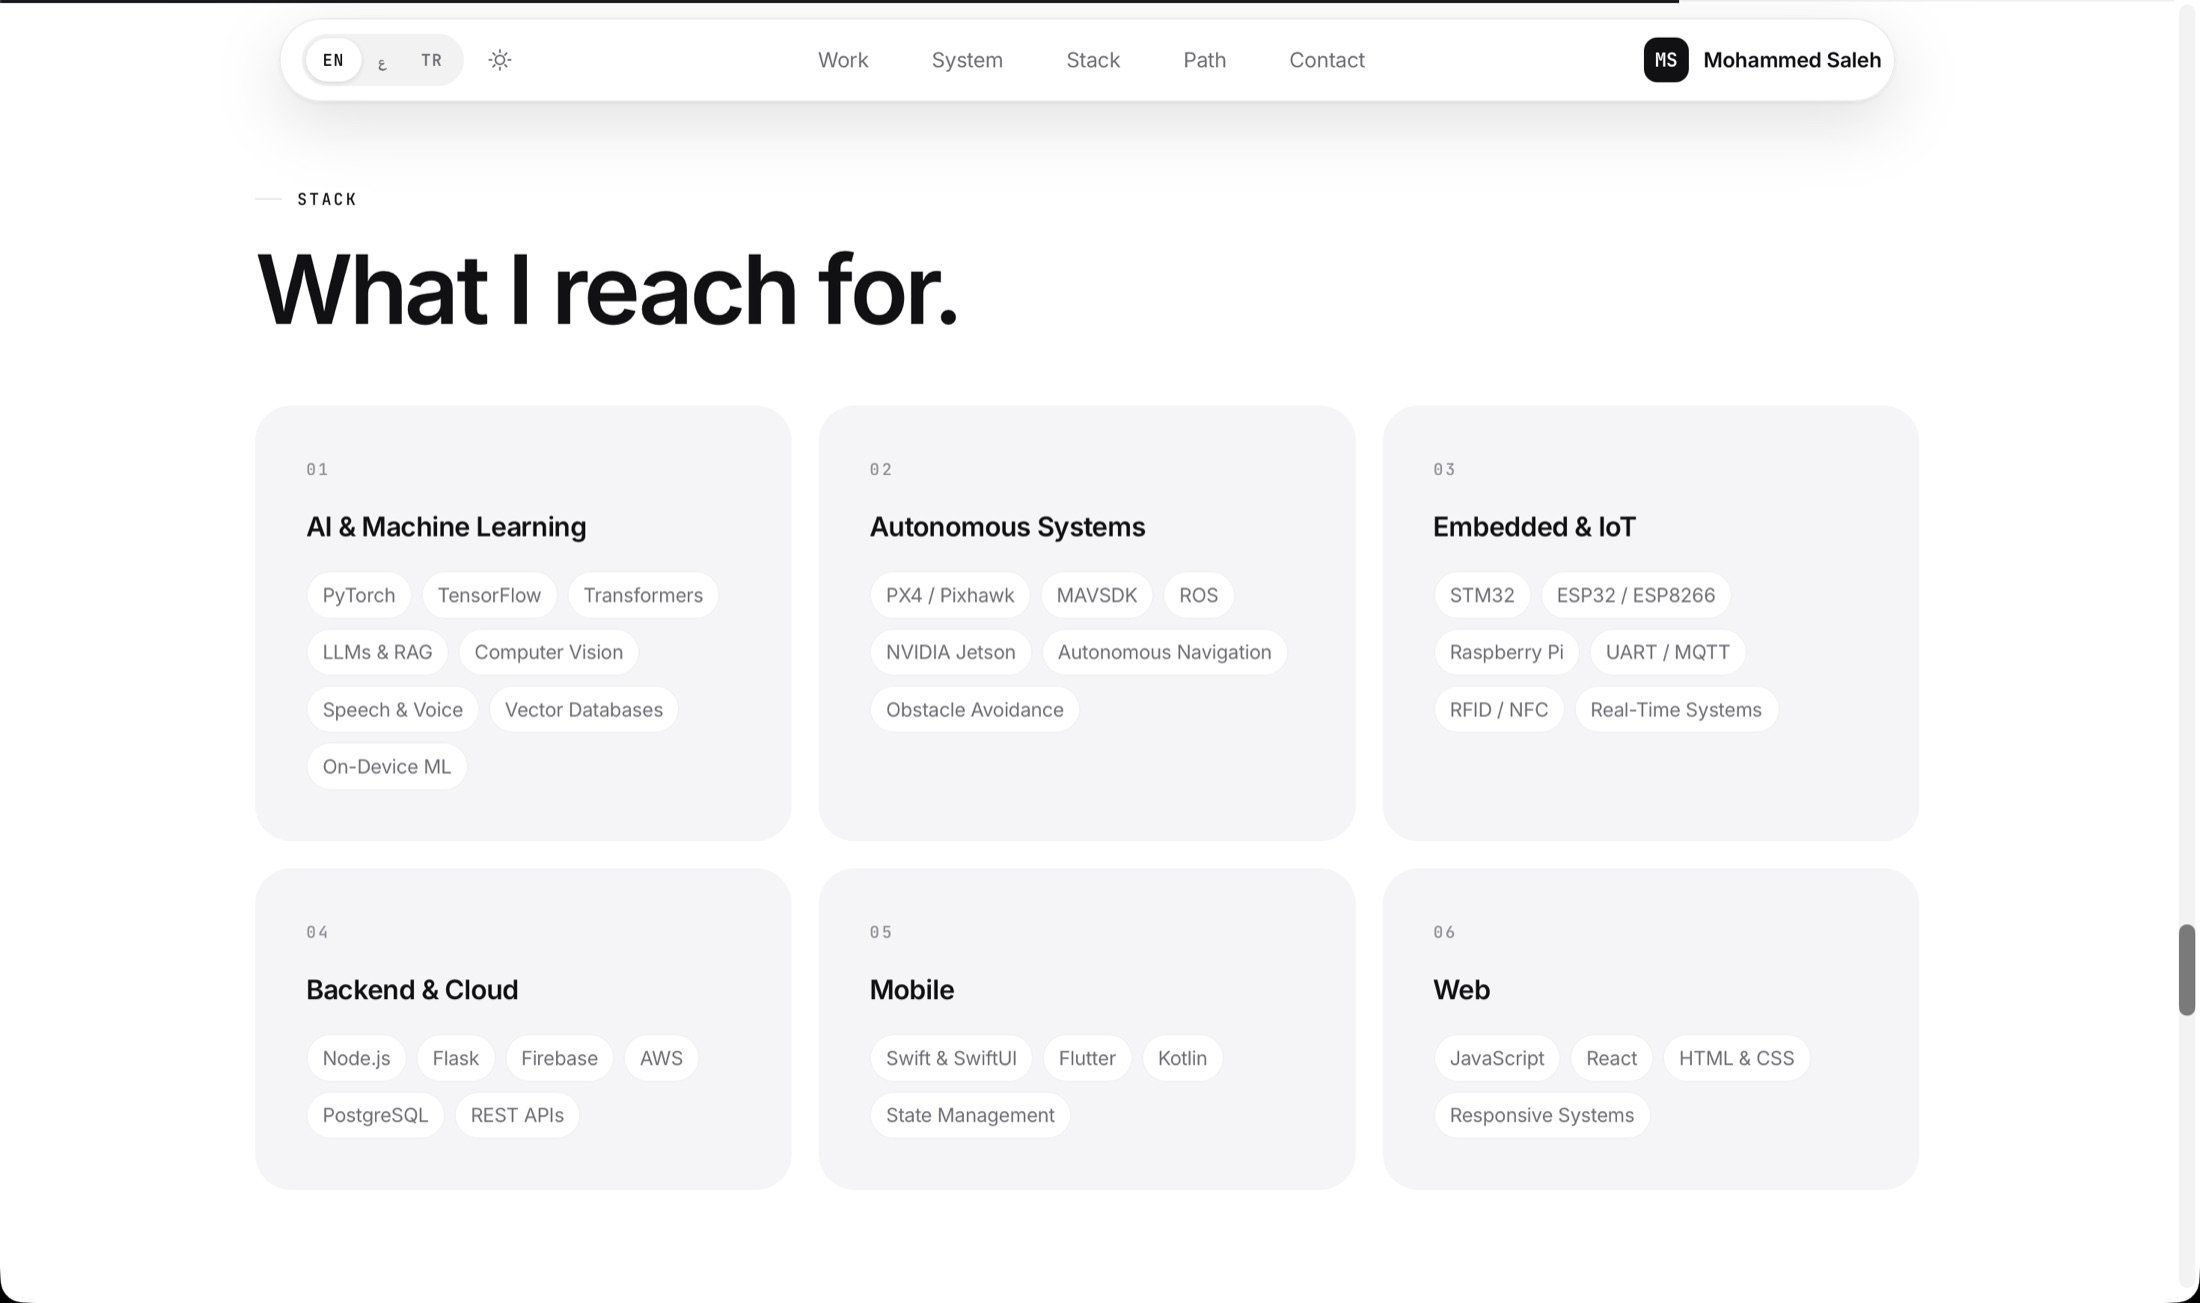 EN ع TR Work System Stack Path Contact MS Mohammed Saleh
STACK
What I reach for.
01
AI & Machine Learning
PyTorch TensorFlow Transformers
LLMs & RAG Computer Vision
Speech & Voice Vector Databases
On-Device ML
02
Autonomous Systems
PX4 / Pixhawk MAVSDK ROS
NVIDIA Jetson Autonomous Navigation
Obstacle Avoidance
03
Embedded & IoT
STM32 ESP32 / ESP8266
Raspberry Pi UART / MQTT
RFID / NFC Real-Time Systems
04
Backend & Cloud
Node.js Flask Firebase AWS
PostgreSQL REST APIs
05
Mobile
Swift & SwiftUI Flutter Kotlin
State Management
06
Web
JavaScript React HTML & CSS
Responsive Systems